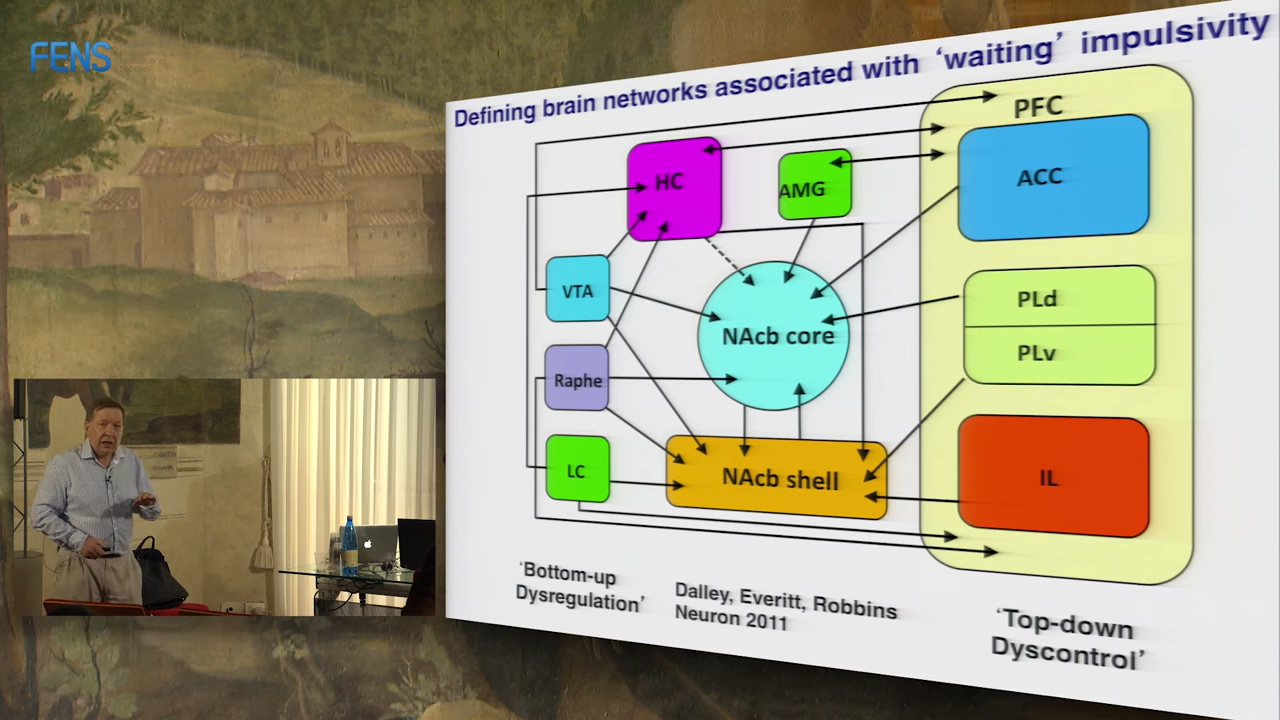 FENS
Defining brain networks associated with 'waiting' impulsivity
PFC
HC
AMG
ACC
VTA
PLd
NAcb core
PLv
Raphe
LC
NAcb shell
IL
'Bottom-up
Dysregulation'
Dalley, Everitt, Robbins
Neuron 2011
'Top-down
Dyscontrol'